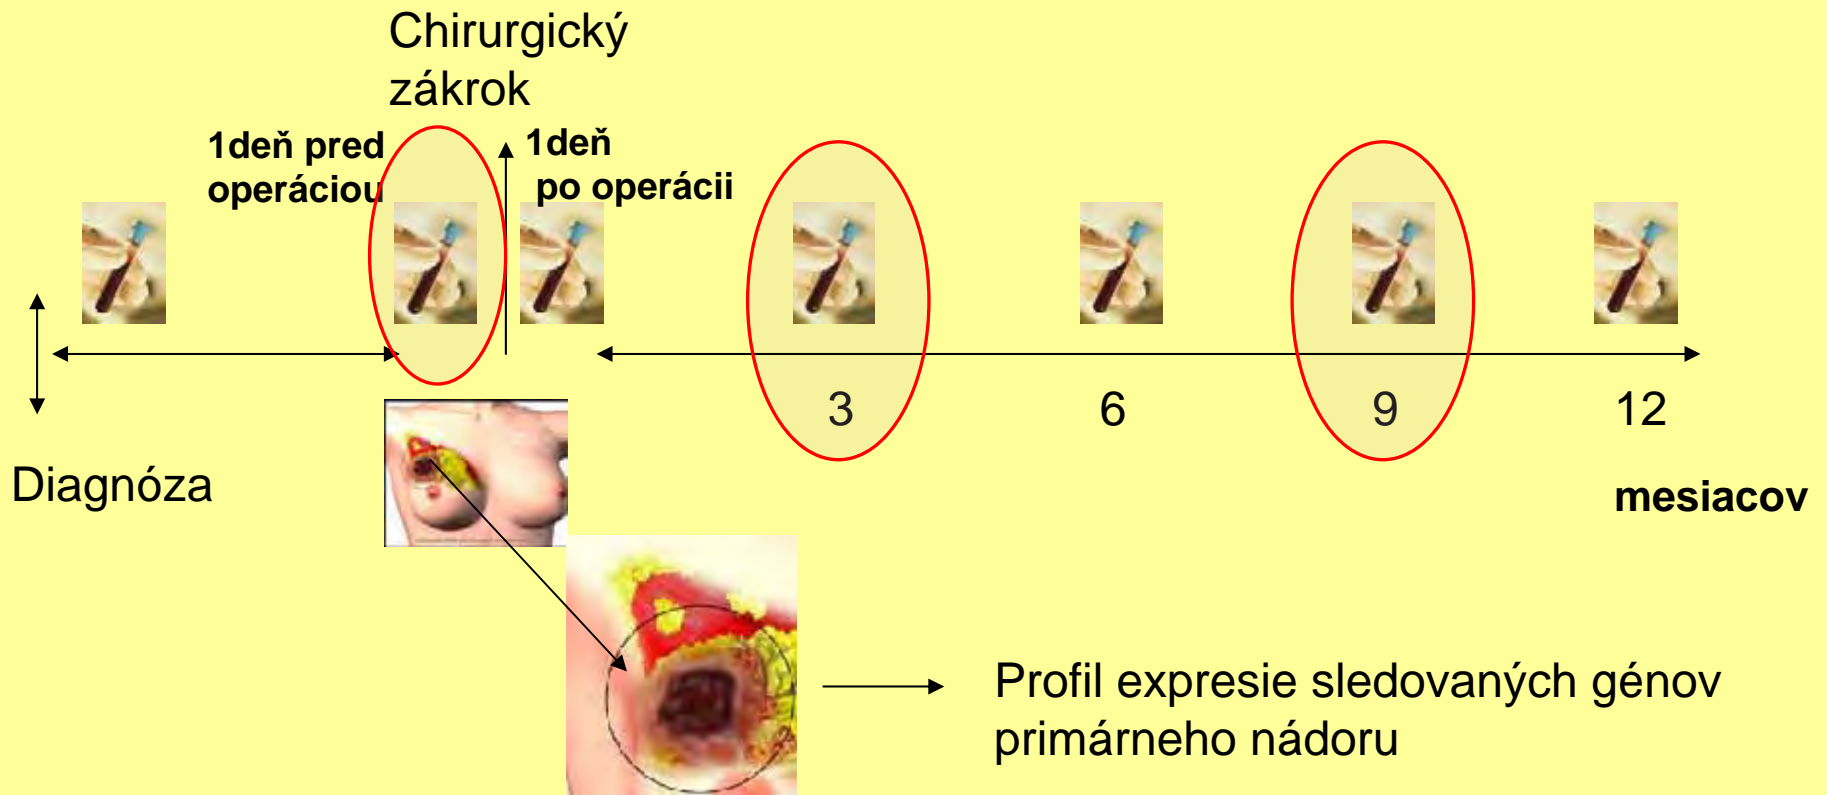 Chirurgický
zákrok
1deň pred
operáciou
1deň
po operácii
3
6
9
12
Diagnóza
mesiacov
Profil expresie sledovaných génov
primárneho nádoru